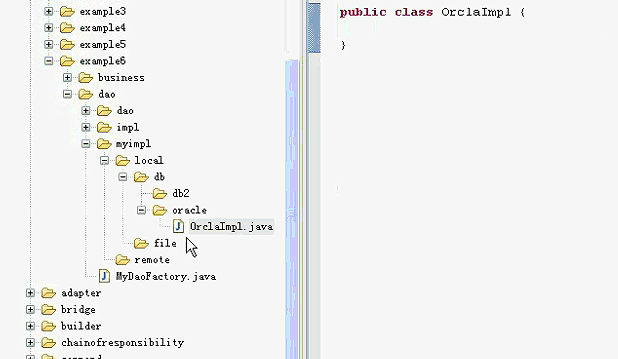 example3
public class OrclaImpl {
example4
example5
}
example6
business
dao
dao
impl
myimpl
local
db
db2
oracle
OrclaImpl.java
file
remote
MyDaoFactory.java
adapter
bridge
builder
chainofresponsibility